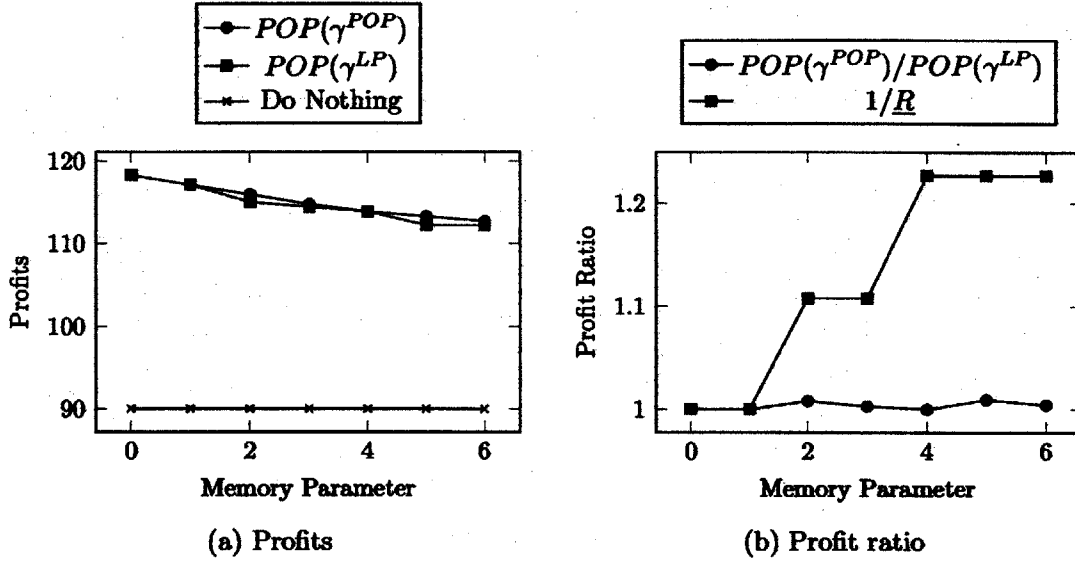 POP(γ^{POP})
POP(γ^{LP})
Do Nothing
120
110
100
90
Profits
0 2 4 6
Memory Parameter
(a) Profits
POP(γ^{POP})/POP(γ^{LP})
1/\underline{R}
1.2
1.1
1
Profit Ratio
0 2 4 6
Memory Parameter
(b) Profit ratio